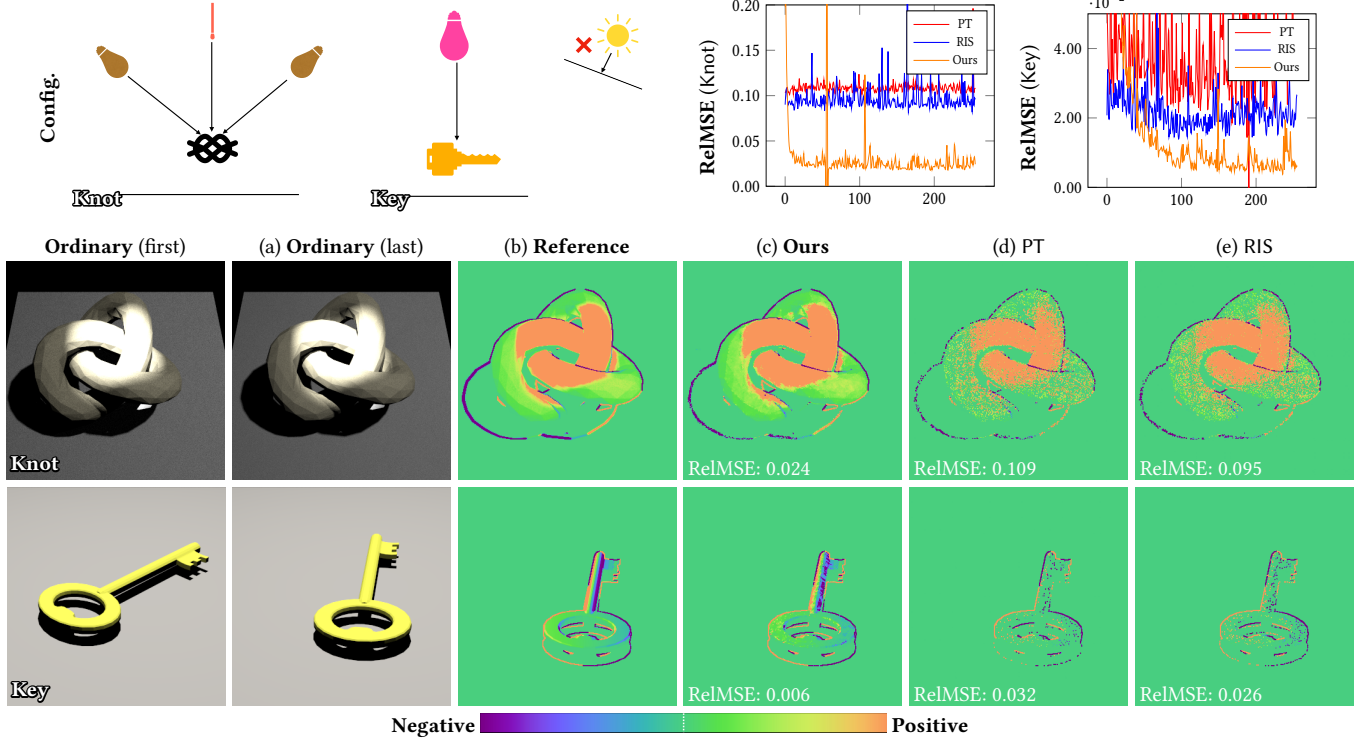 Config.
Knot
Key
RelMSE (Knot)
0.20
0.15
0.10
0.05
0.00
0
100
200
PT
RIS
Ours
RelMSE (Key)
4.00
2.00
0.00
0
100
200
PT
RIS
Ours
Ordinary (first)
(a) Ordinary (last)
(b) Reference
(c) Ours
(d) PT
(e) RIS
Knot
RelMSE: 0.024
RelMSE: 0.109
RelMSE: 0.095
Key
RelMSE: 0.006
RelMSE: 0.032
RelMSE: 0.026
Negative
Positive